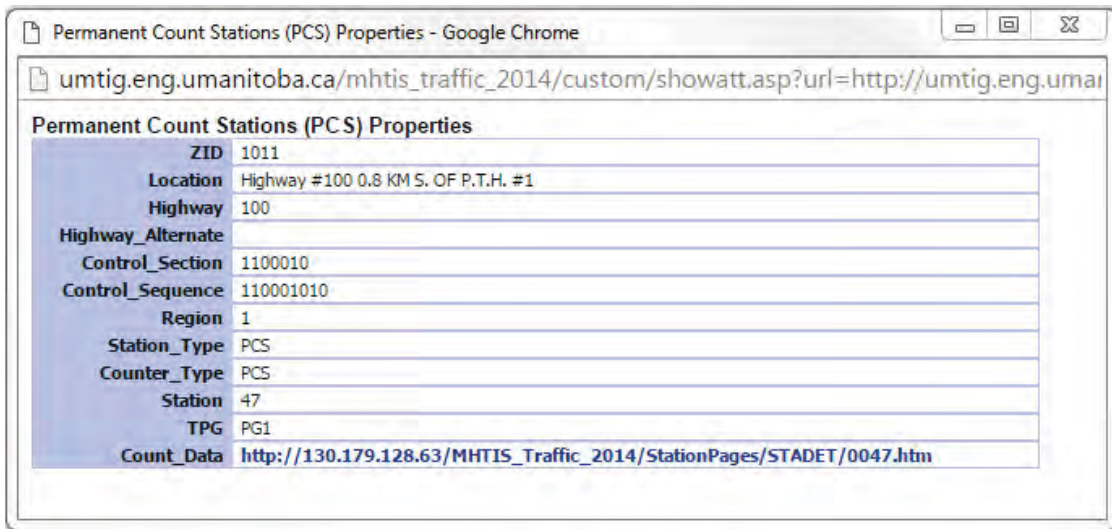 Permanent Count Stations (PCS) Properties - Google Chrome
umtig.eng.umanitoba.ca/mhtis_traffic_2014/custom/showatt.asp?url=http://umtig.eng.umai
Permanent Count Stations (PCS) Properties
ZID 1011
Location Highway #100 0.8 KM S. OF P.T.H. #1
Highway 100
Highway_Alternate
Control_Section 1100010
Control_Sequence 110001010
Region 1
Station_Type PCS
Counter_Type PCS
Station 47
TPG PG1
Count_Data http://130.179.128.63/MHTIS_Traffic_2014/StationPages/STADET/0047.htm